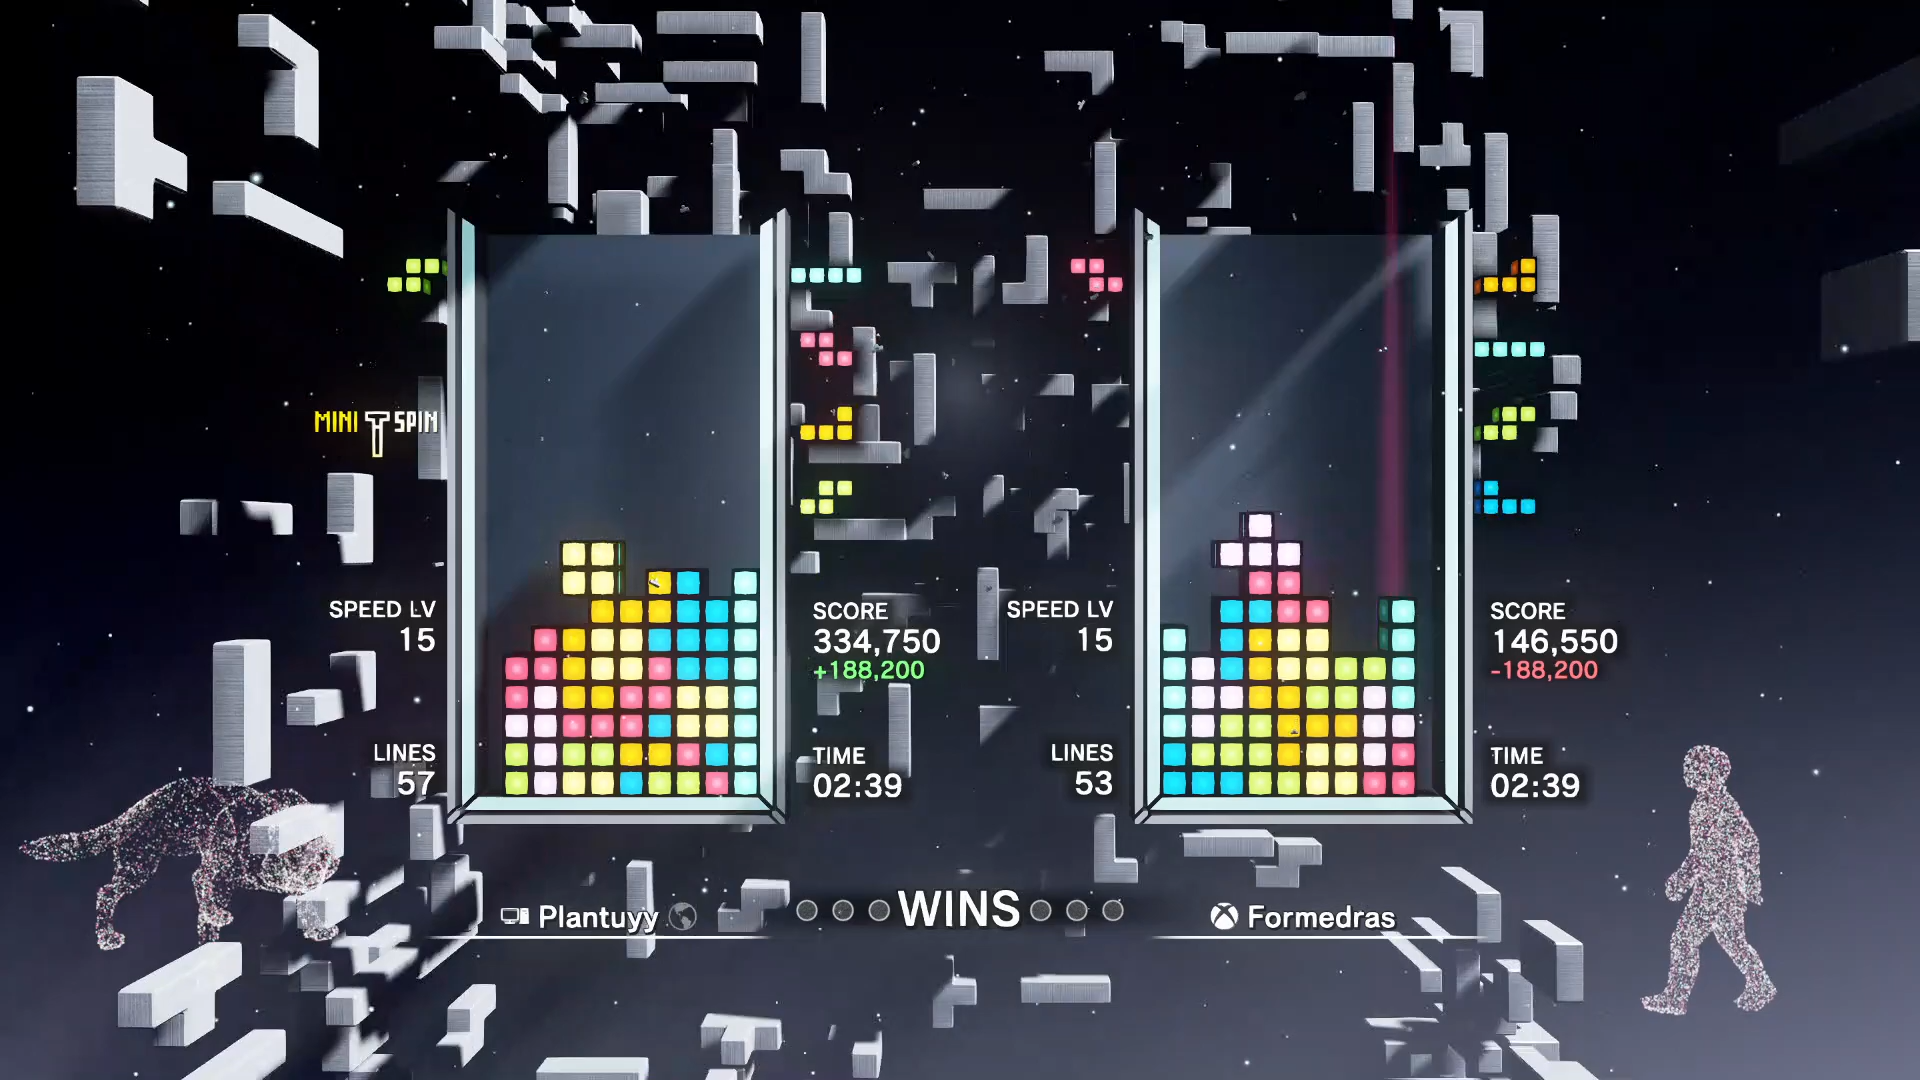 MINI T SPIN
SPEED LV
15
LINES
57
SCORE
334,750
+188,200
TIME
02:39
SPEED LV
15
LINES
53
SCORE
146,550
-188,200
TIME
02:39
Plantuyy
WINS
Formedras